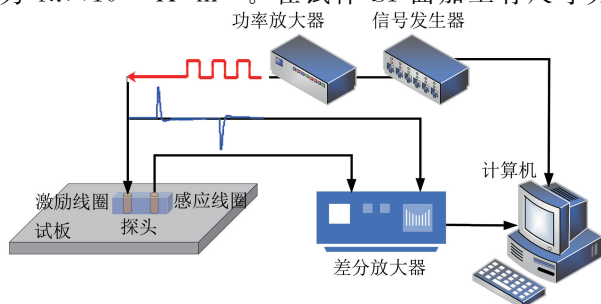 功率放大器 信号发生器
计算机
激励线圈 感应线圈
试板 探头
差分放大器